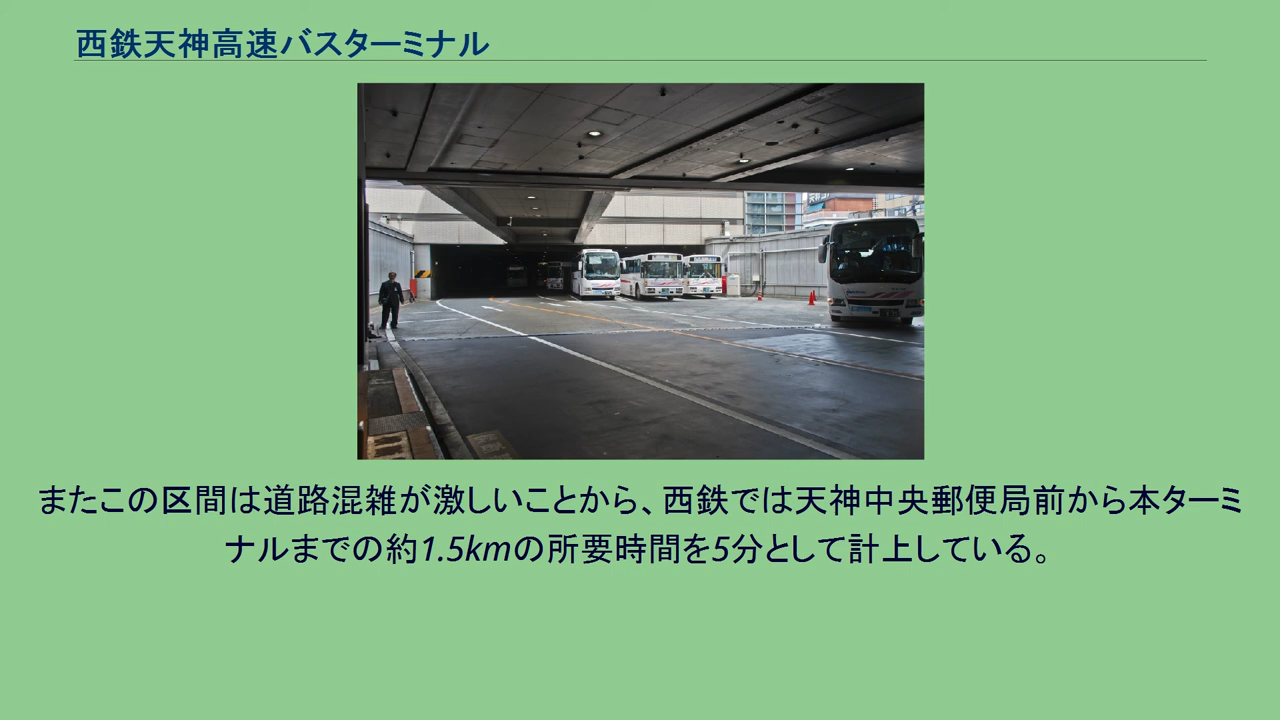 西鉄天神高速バスターミナル
またこの区間は道路混雑が激しいことから、西鉄では天神中央郵便局前から本ターミ
ナルまでの約1.5kmの所要時間を5分として計上している。